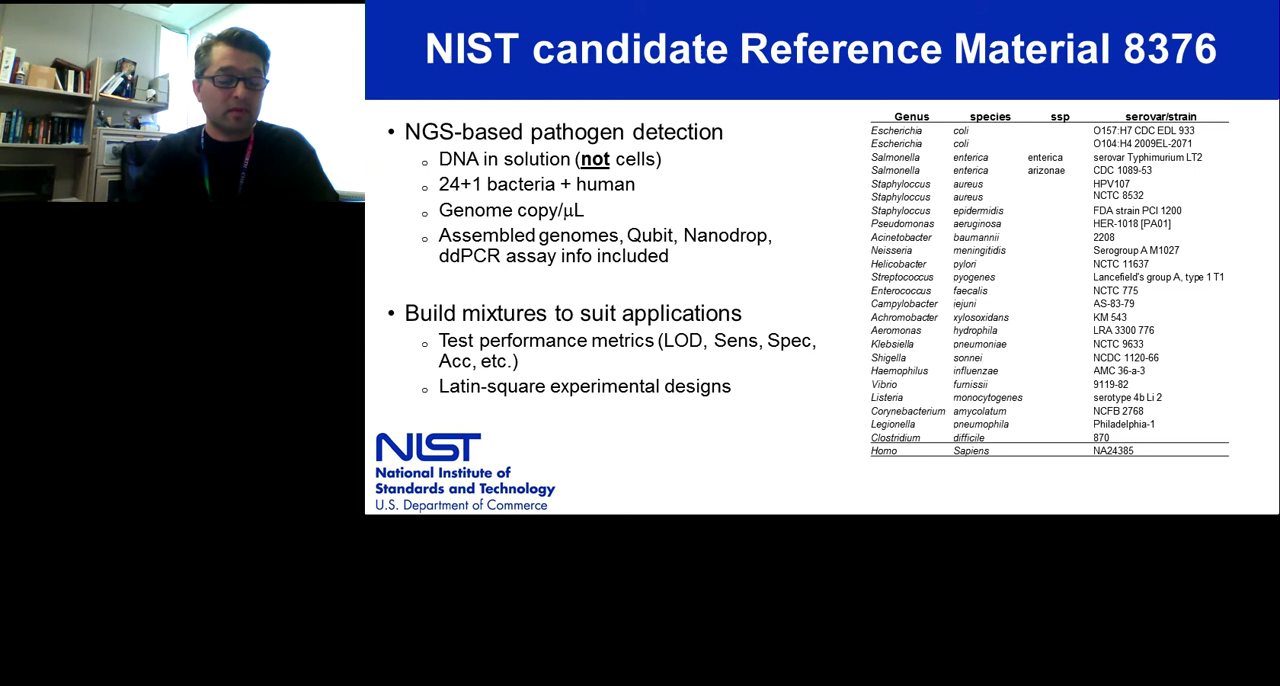 NIST candidate Reference Material 8376
• NGS-based pathogen detection
o DNA in solution (not cells)
o 24+1 bacteria + human
o Genome copy/µL
o Assembled genomes, Qubit, Nanodrop,
ddPCR assay info included
• Build mixtures to suit applications
o Test performance metrics (LOD, Sens, Spec,
Acc, etc.)
o Latin-square experimental designs
NIST
National Institute of
Standards and Technology
U.S. Department of Commerce
Genus species ssp serovar/strain
Escherichia coli O157:H7 CDC EDL 933
Escherichia coli O104:H4 2009EL-2071
Salmonella enterica enterica serovar Typhimurium LT2
Salmonella enterica arizonae CDC 1089-53
Staphyloccus aureus HPV107
Staphyloccus aureus NCTC 8532
Staphyloccus epidermidis FDA strain PCI 1200
Pseudomonas aeruginosa HER-1018 [PA01]
Acinetobacter baumannii 2208
Neisseria meningitidis Serogroup A M1027
Helicobacter pylori NCTC 11637
Streptococcus pyogenes Lancefield's group A, type 1 T1
Enterococcus faecalis NCTC 775
Campylobacter jejuni AS-83-79
Achromobacter xylosoxidans KM 543
Aeromonas hydrophila LRA 3300 776
Klebsiella pneumoniae NCTC 9633
Shigella sonnei NCDC 1120-66
Haemophilus influenzae AMC 36-a-3
Vibrio furnissii 9119-82
Listeria monocytogenes serotype 4b Li 2
Corynebacterium amycolatum NCFB 2768
Legionella pneumophila Philadelphia-1
Clostridium difficile 870
Homo Sapiens NA24385